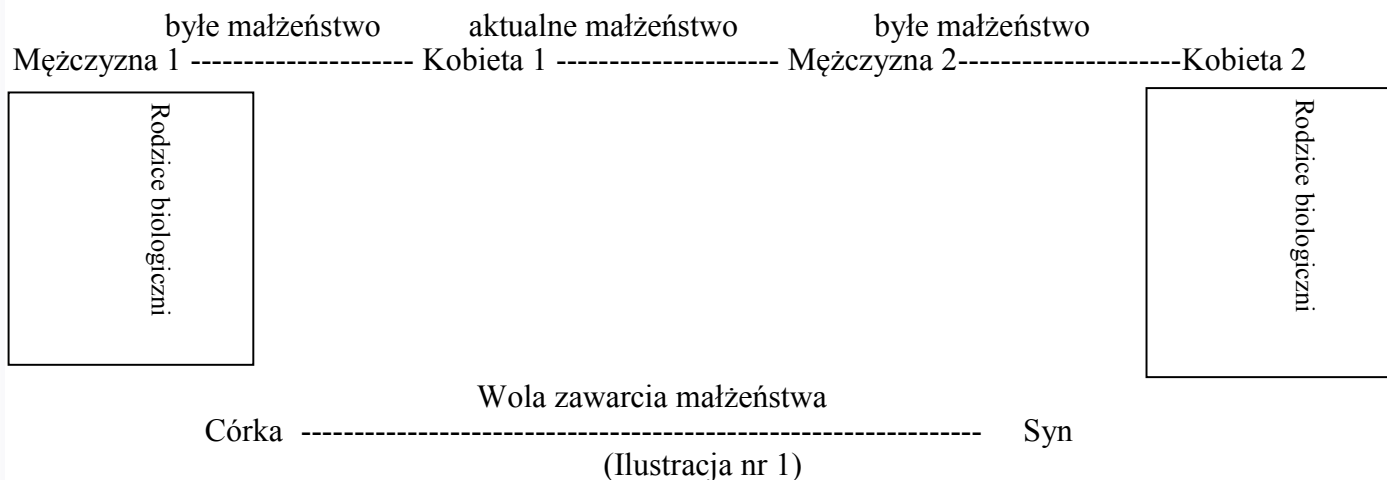 byłe małżeństwo aktualne małżeństwo byłe małżeństwo
Mężczyzna 1 --------------------- Kobieta 1 --------------------- Mężczyzna 2---------------------Kobieta 2
Rodzice biologiczni
Rodzice biologiczni
Wola zawarcia małżeństwa
Córka ---------------------------------------------------------------- Syn
(Ilustracja nr 1)